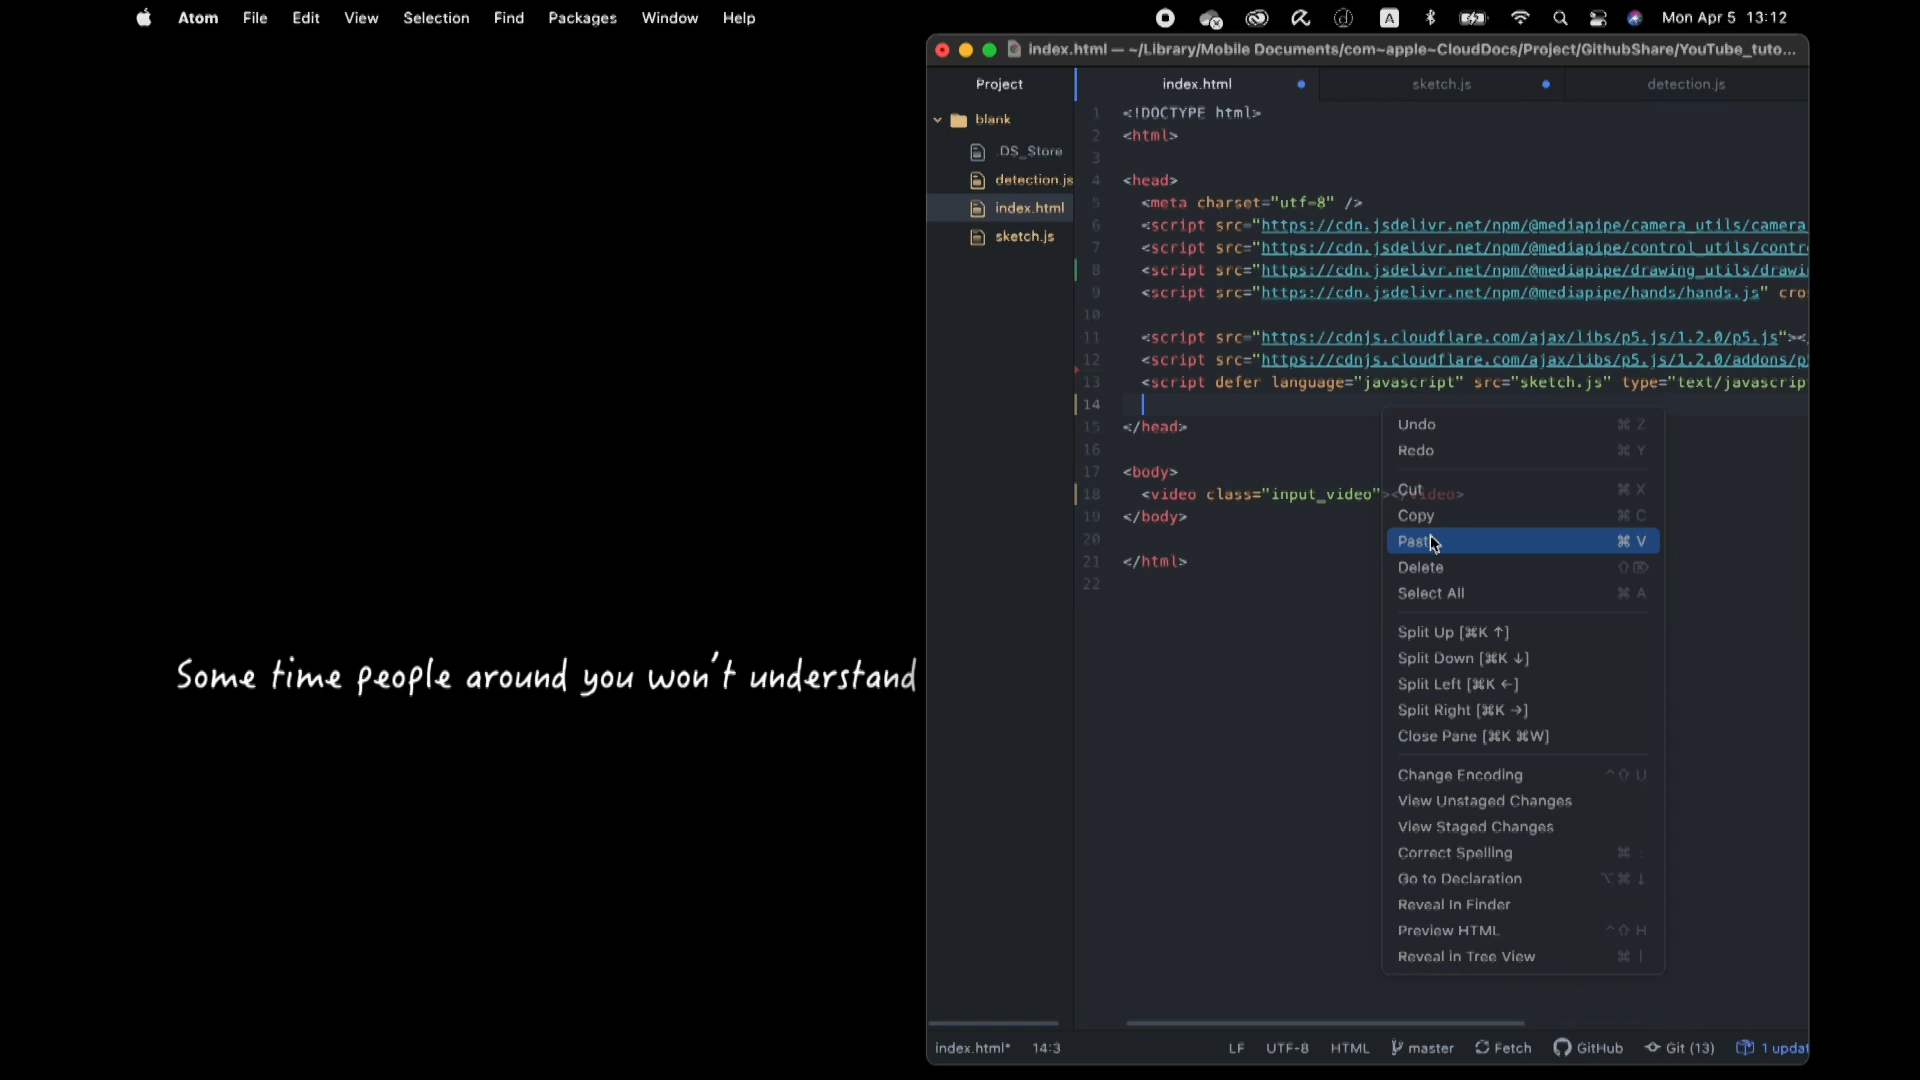 Atom File Edit View Selection Find Packages Window Help
Mon Apr 5 13:12
index.html — ~/Library/Mobile Documents/com~apple~CloudDocs/Project/GithubShare/YouTube_tuto...
Project
index.html
sketch.js
detection.js
blank
.DS_Store
detection.js
index.html
sketch.js
1 <!DOCTYPE html>
2 <html>
3
4 <head>
5 <meta charset="utf-8" />
6 <script src="https://cdn.jsdelivr.net/npm/@mediapipe/camera_utils/camera
7 <script src="https://cdn.jsdelivr.net/npm/@mediapipe/control_utils/contr
8 <script src="https://cdn.jsdelivr.net/npm/@mediapipe/drawing_utils/drawi
9 <script src="https://cdn.jsdelivr.net/npm/@mediapipe/hands/hands.js" cro
10
11 <script src="https://cdnjs.cloudflare.com/ajax/libs/p5.js/1.2.0/p5.js"><
12 <script src="https://cdnjs.cloudflare.com/ajax/libs/p5.js/1.2.0/addons/p
13 <script defer language="javascript" src="sketch.js" type="text/javascrip
14
15 </head>
16
17 <body>
18 <video class="input_video"></video>
19 </body>
20
21 </html>
22
Undo ⌘ Z
Redo ⌘ Y
Cut ⌘ X
Copy ⌘ C
Paste ⌘ V
Delete ⇧⌦
Select All ⌘ A
Split Up [⌘K ↑]
Split Down [⌘K ↓]
Split Left [⌘K ←]
Split Right [⌘K →]
Close Pane [⌘K ⌘W]
Change Encoding ^⇧ U
View Unstaged Changes
View Staged Changes
Correct Spelling ⌘ :
Go to Declaration ⌥⌘ ↓
Reveal In Finder
Preview HTML ^⇧ H
Reveal in Tree View ⌘ |
Some time people around you won't understand
index.html* 14:3 LF UTF-8 HTML master Fetch GitHub Git (13) 1 updat